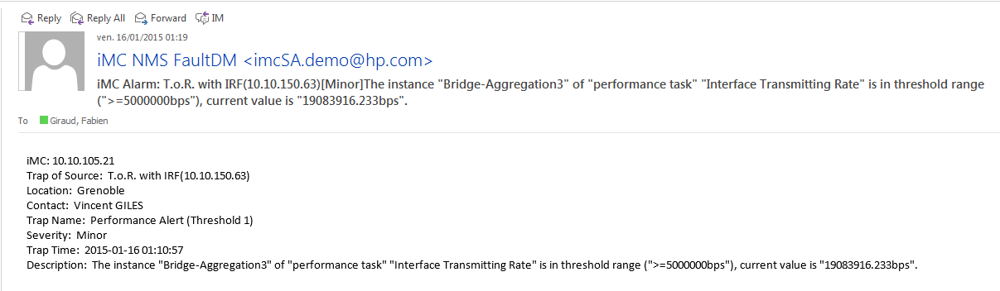 Reply Reply All Forward IM
ven. 16/01/2015 01:19
iMC NMS FaultDM <imcSA.demo@hp.com>
iMC Alarm: T.o.R. with IRF(10.10.150.63)[Minor]The instance "Bridge-Aggregation3" of "performance task" "Interface Transmitting Rate" is in threshold range
(">=5000000bps"), current value is "19083916.233bps".
To Giraud, Fabien
iMC: 10.10.105.21
Trap of Source: T.o.R. with IRF(10.10.150.63)
Location: Grenoble
Contact: Vincent GILES
Trap Name: Performance Alert (Threshold 1)
Severity: Minor
Trap Time: 2015-01-16 01:10:57
Description: The instance "Bridge-Aggregation3" of "performance task" "Interface Transmitting Rate" is in threshold range (">=5000000bps"), current value is "19083916.233bps".